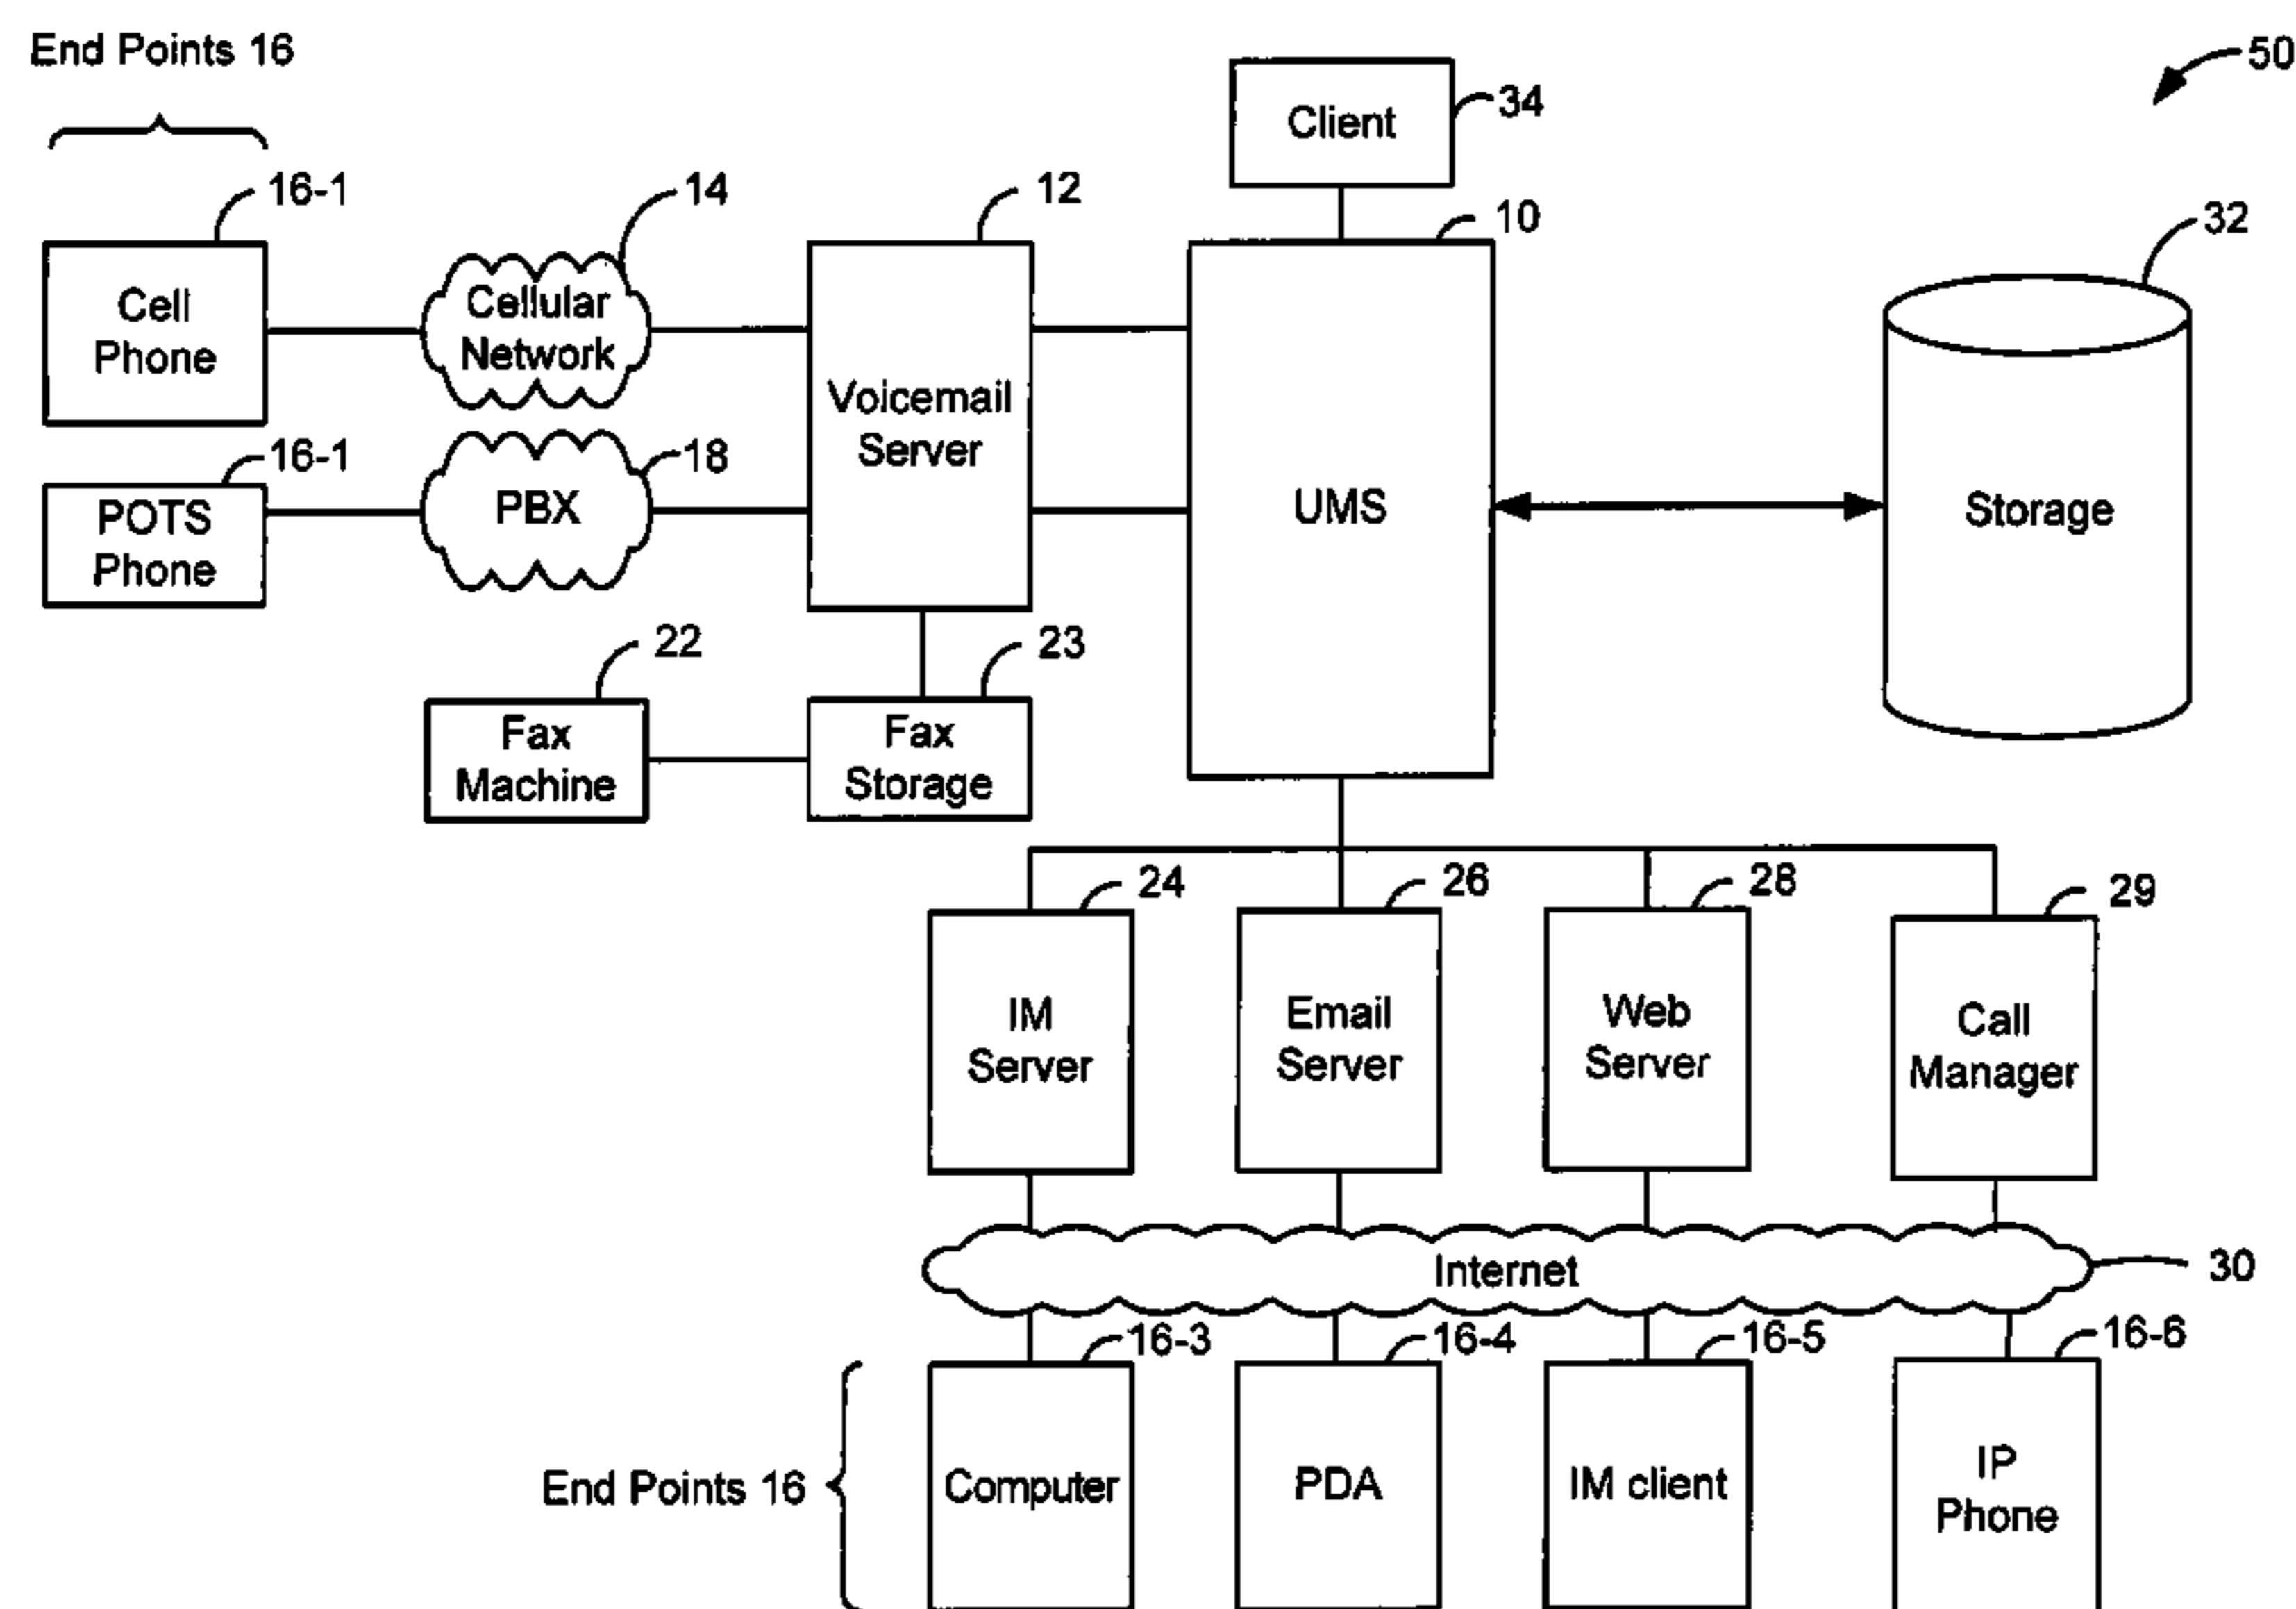 End Points 16
50
Client
34
16-1
14
12
10
32
Cell
Phone
Cellular
Network
Voicemail
Server
UMS
Storage
16-1
18
POTS
Phone
PBX
22
23
Fax
Machine
Fax
Storage
24
26
28
29
IM
Server
Email
Server
Web
Server
Call
Manager
Internet
30
16-3
16-4
16-5
16-6
End Points 16
Computer
PDA
IM client
IP
Phone